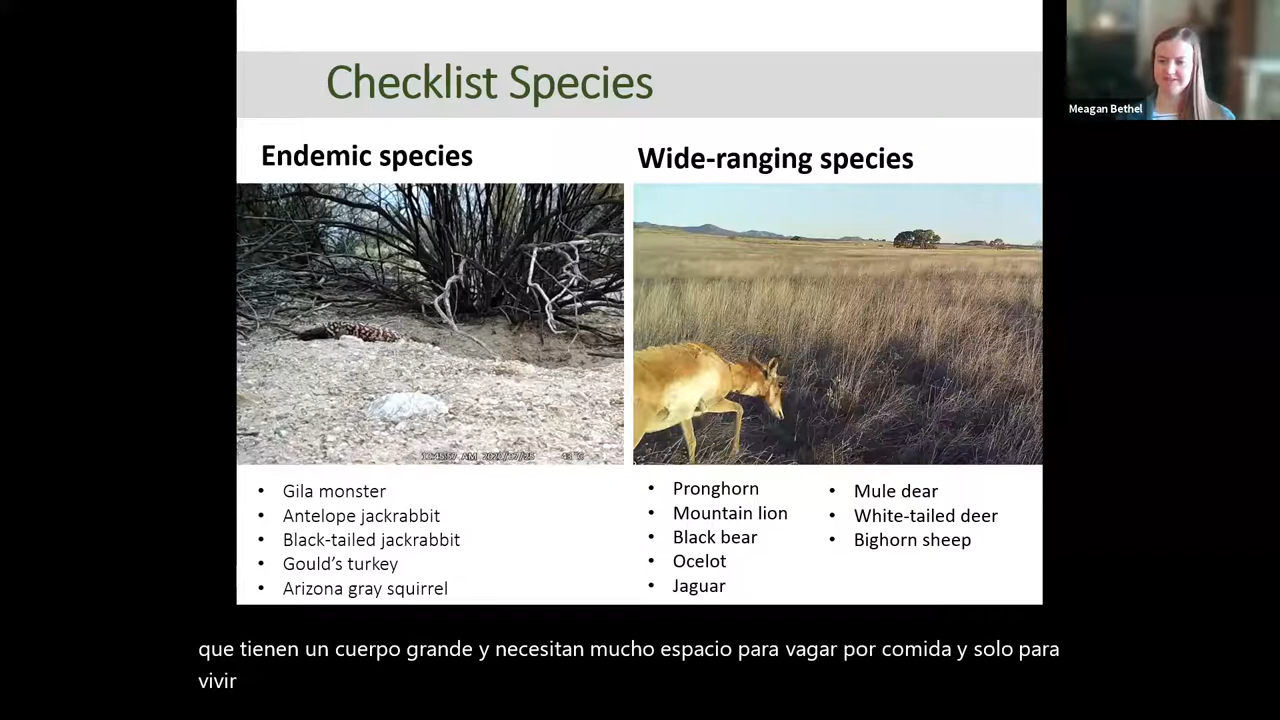 Checklist Species
Meagan Bethel
Endemic species
Wide-ranging species
• Gila monster
• Antelope jackrabbit
• Black-tailed jackrabbit
• Gould's turkey
• Arizona gray squirrel
• Pronghorn
• Mountain lion
• Black bear
• Ocelot
• Jaguar
• Mule dear
• White-tailed deer
• Bighorn sheep
que tienen un cuerpo grande y necesitan mucho espacio para vagar por comida y solo para
vivir